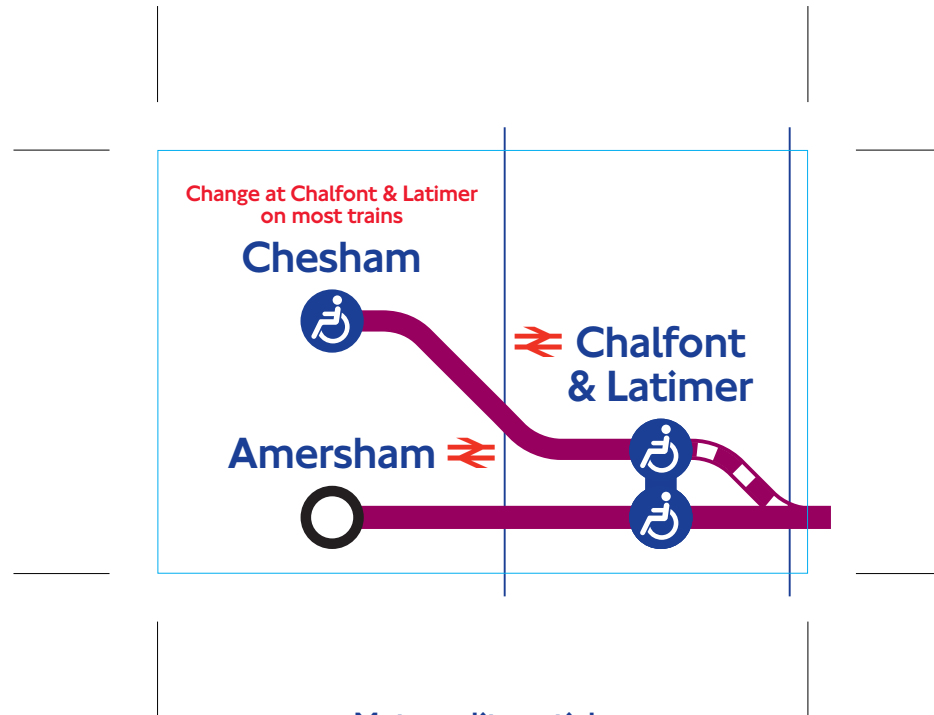 Change at Chalfont & Latimer
on most trains
Chesham
Chalfont
& Latimer
Amersham